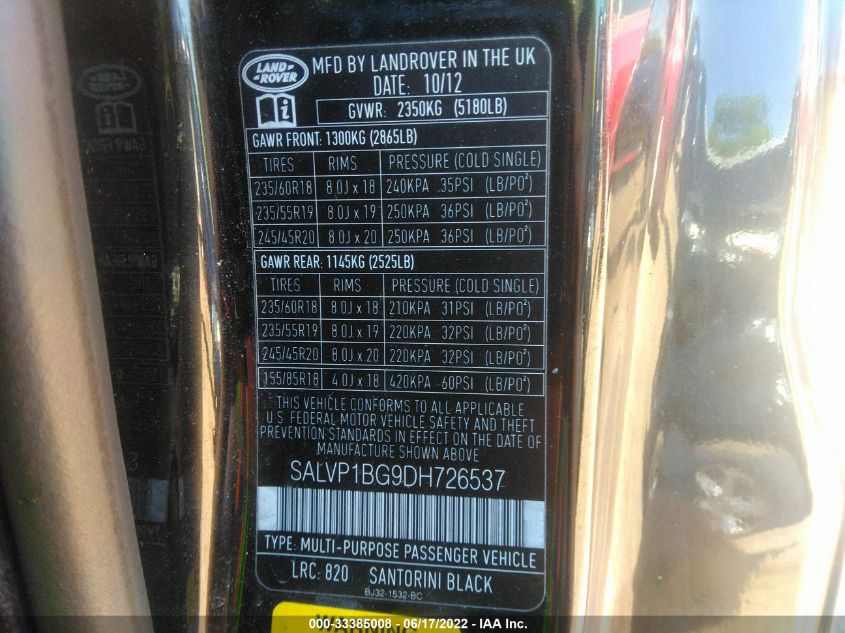 LAND-
ROVER
MFD BY LANDROVER IN THE UK
DATE: 10/12
GVWR: 2350KG (5180LB)
GAWR FRONT: 1300KG (2865LB)
TIRES RIMS PRESSURE (COLD SINGLE)
235/60R18 8.0J x 18 240KPA .35PSI (LB/PO²)
235/55R19 8.0J x 19 250KPA 36PSI (LB/PO²)
245/45R20 8.0J x 20 250KPA 36PSI (LB/PO²)
GAWR REAR: 1145KG (2525LB)
TIRES RIMS PRESSURE (COLD SINGLE)
235/60R18 8.0J x 18 210KPA 31PSI (LB/PO²)
235/55R19 8.0J x 19 220KPA 32PSI (LB/PO²)
245/45R20 8.0J x 20 220KPA 32PSI (LB/PO²)
155/85R18 4.0J x 18 420KPA 60PSI (LB/PO²)
THIS VEHICLE CONFORMS TO ALL APPLICABLE
U.S. FEDERAL MOTOR VEHICLE SAFETY AND THEFT
PREVENTION STANDARDS IN EFFECT ON THE DATE OF
MANUFACTURE SHOWN ABOVE
SALVP1BG9DH726537
TYPE: MULTI-PURPOSE PASSENGER VEHICLE
LRC: 820 SANTORINI BLACK
BJ32-1532-BC
WARNING
000-33385008 - 06/17/2022 - IAA Inc.